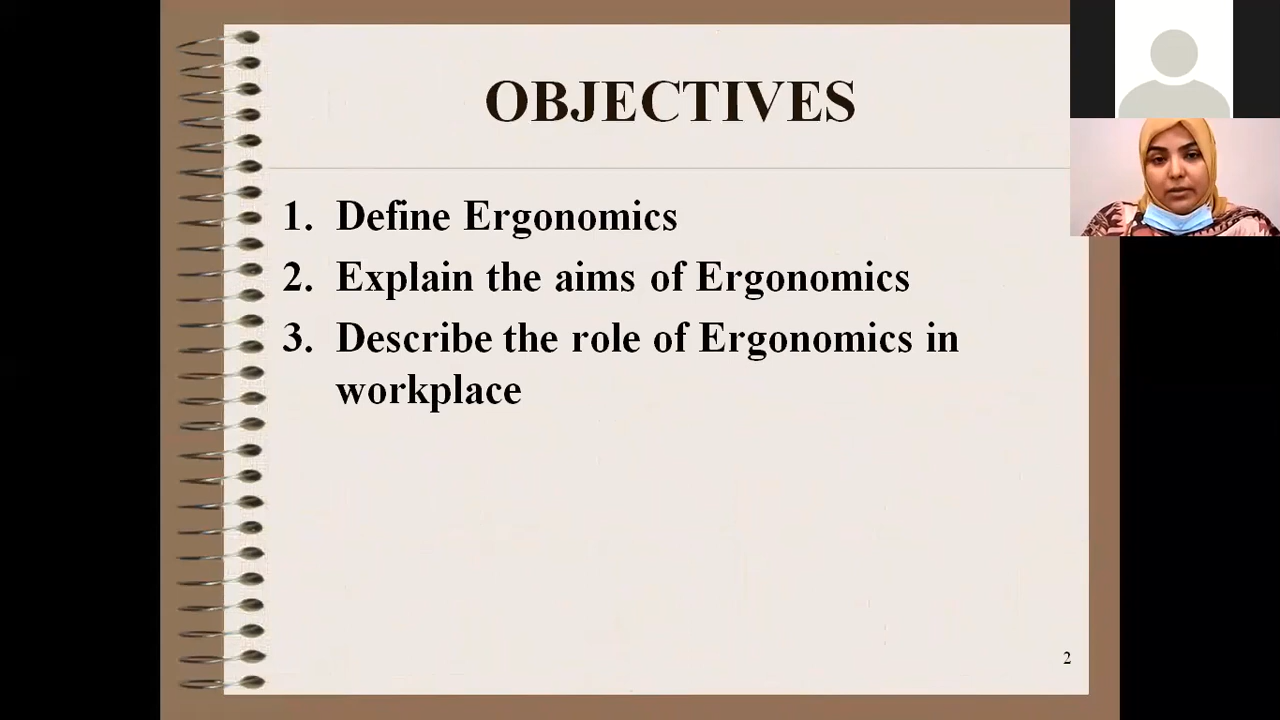 OBJECTIVES
1. Define Ergonomics
2. Explain the aims of Ergonomics
3. Describe the role of Ergonomics in
workplace
2